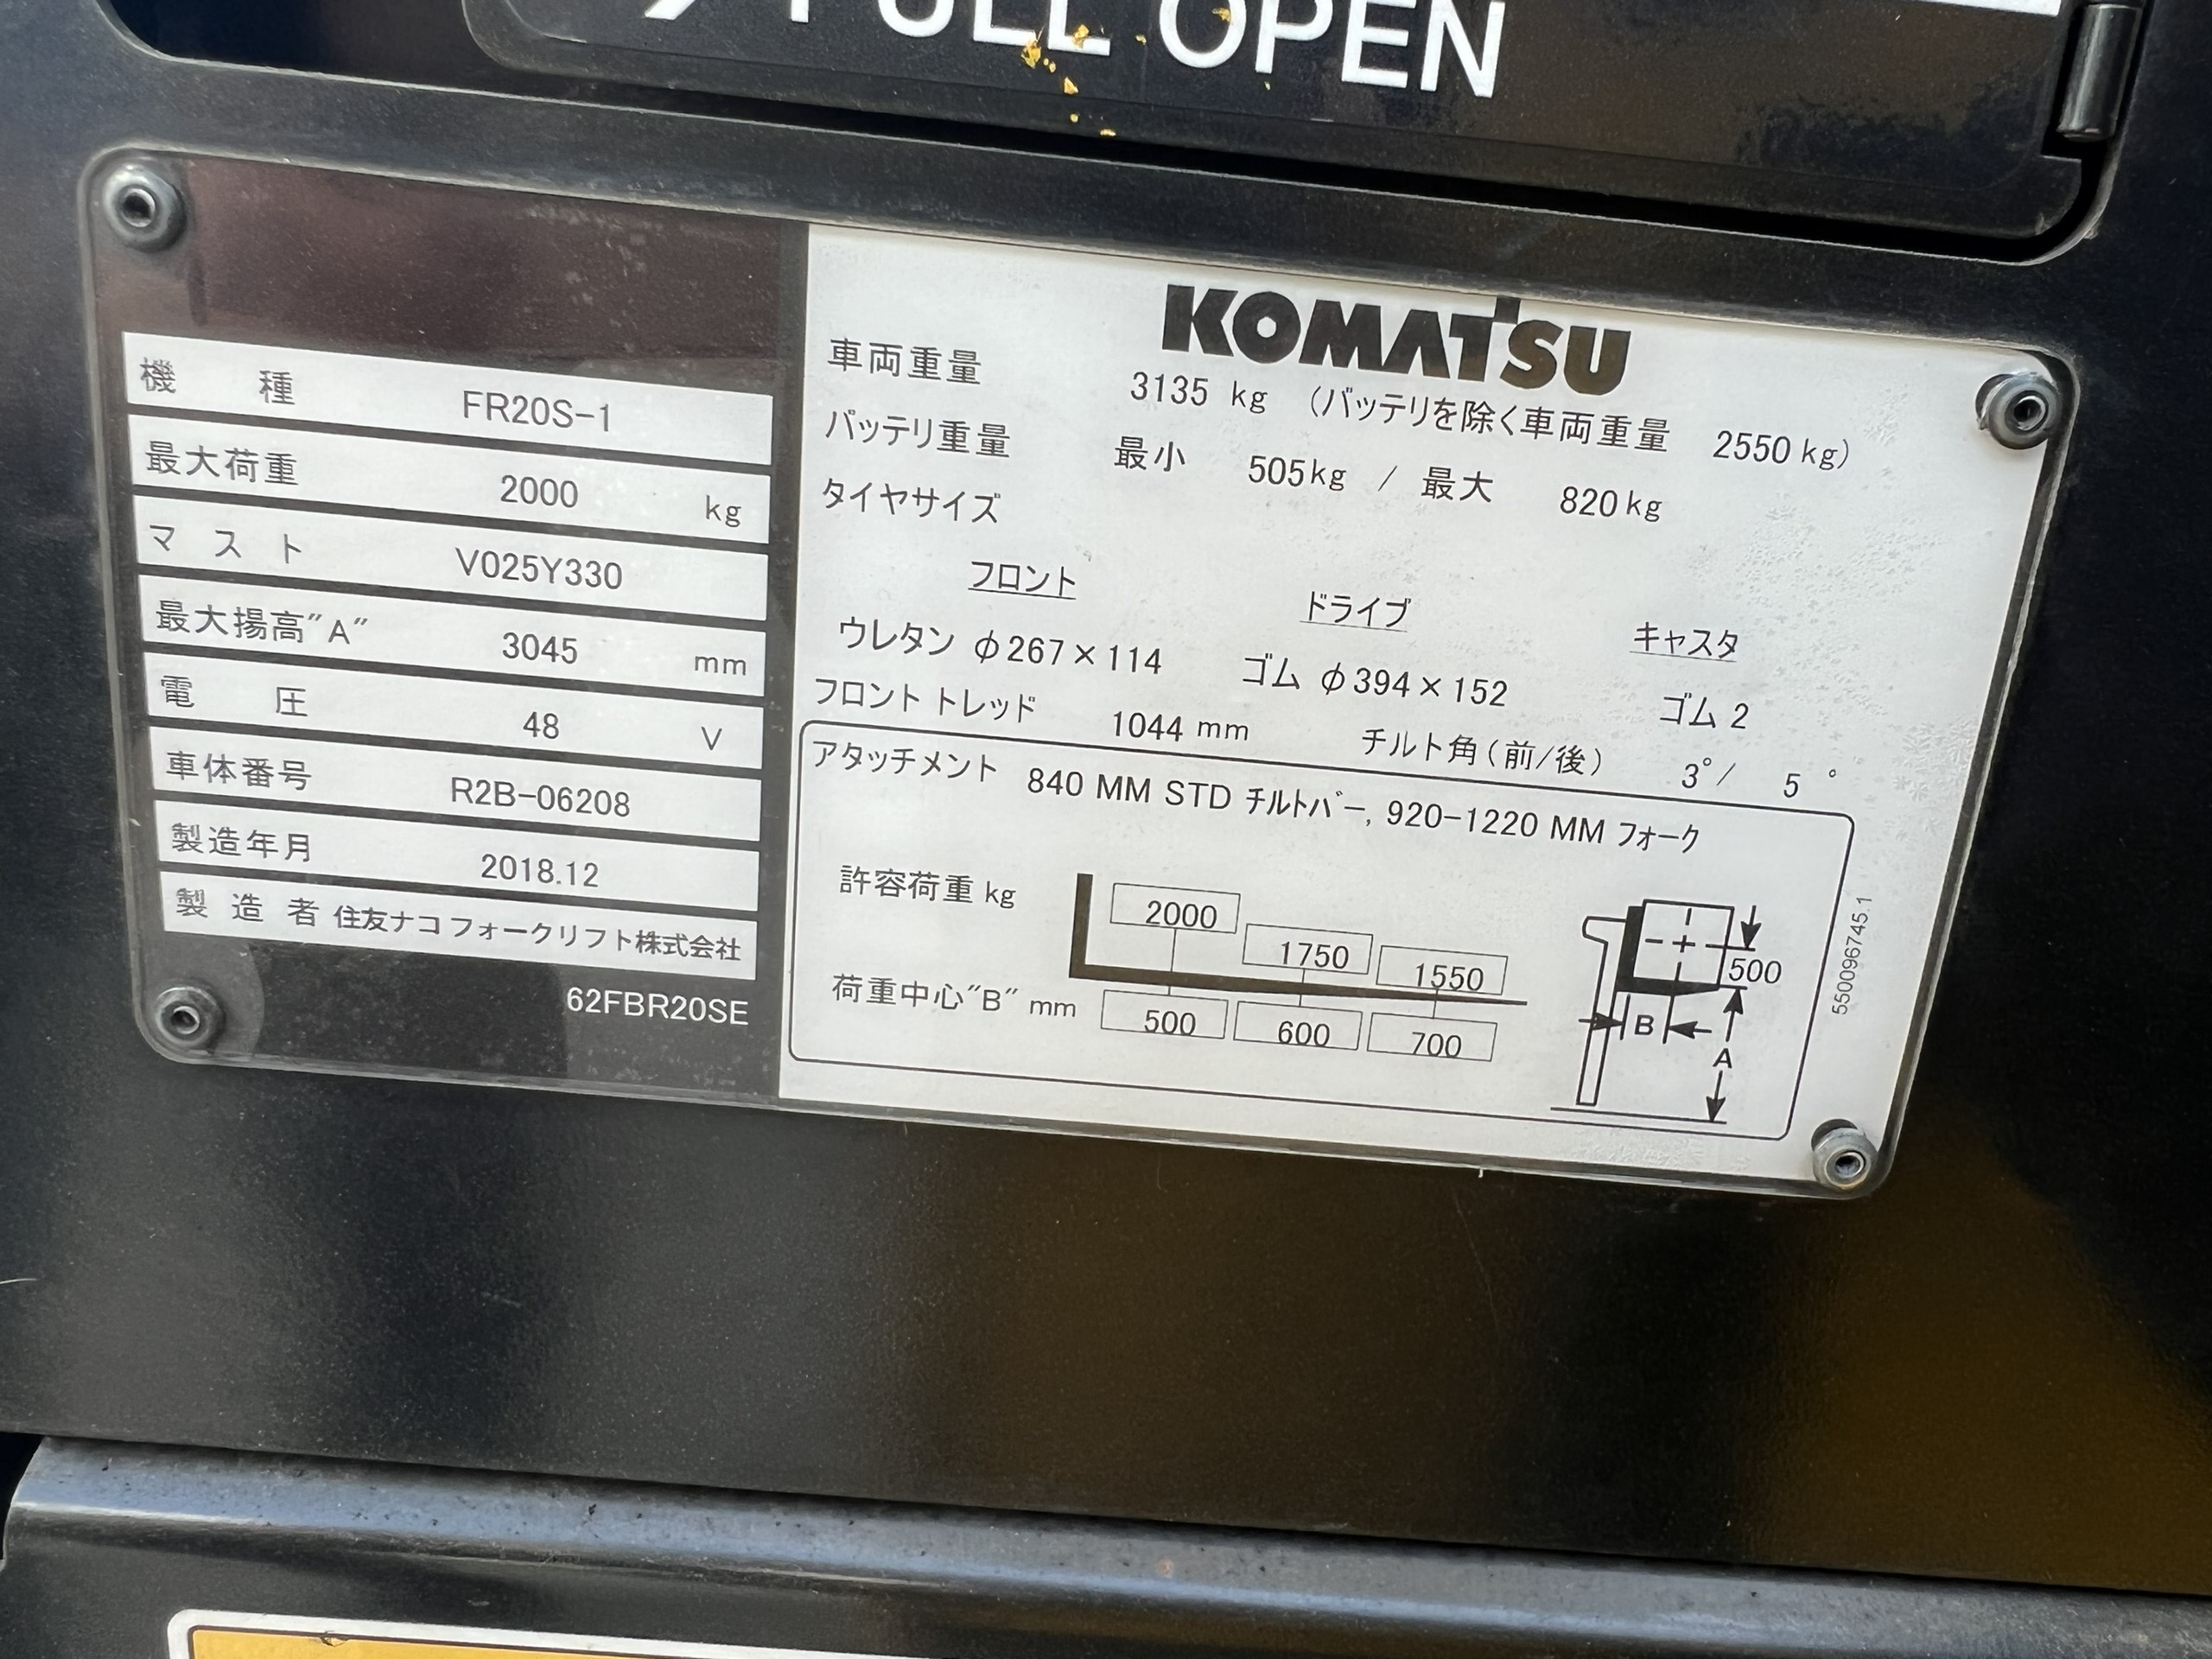 FULL OPEN
機種 FR20S-1
最大荷重 2000 kg
マスト V025Y330
最大揚高"A" 3045 mm
電圧 48 V
車体番号 R2B-06208
製造年月 2018.12
製造者 住友ナコ フォークリフト株式会社
62FBR20SE
KOMATSU
車両重量 3135 kg (バッテリを除く車両重量 2550 kg)
バッテリ重量 最小 505kg / 最大 820kg
タイヤサイズ
フロント ドライブ キャスタ
ウレタン φ267×114 ゴム φ394×152 ゴム 2
フロント トレッド 1044 mm チルト角(前/後) 3°/ 5 °
アタッチメント 840 MM STD チルトバー, 920-1220 MM フォーク
許容荷重 kg 2000 1750 1550
荷重中心"B" mm 500 600 700
500
B
A
550096745.1